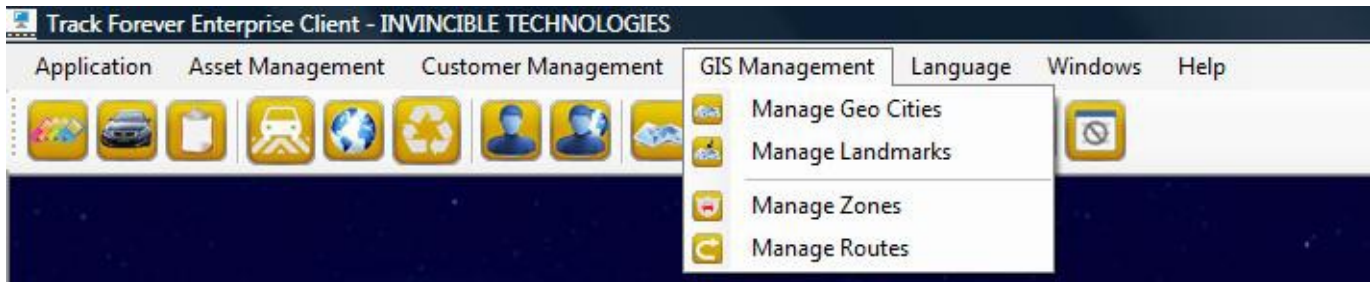 Track Forever Enterprise Client - INVINCIBLE TECHNOLOGIES
Application Asset Management Customer Management GIS Management Language Windows Help
Manage Geo Cities
Manage Landmarks
Manage Zones
Manage Routes